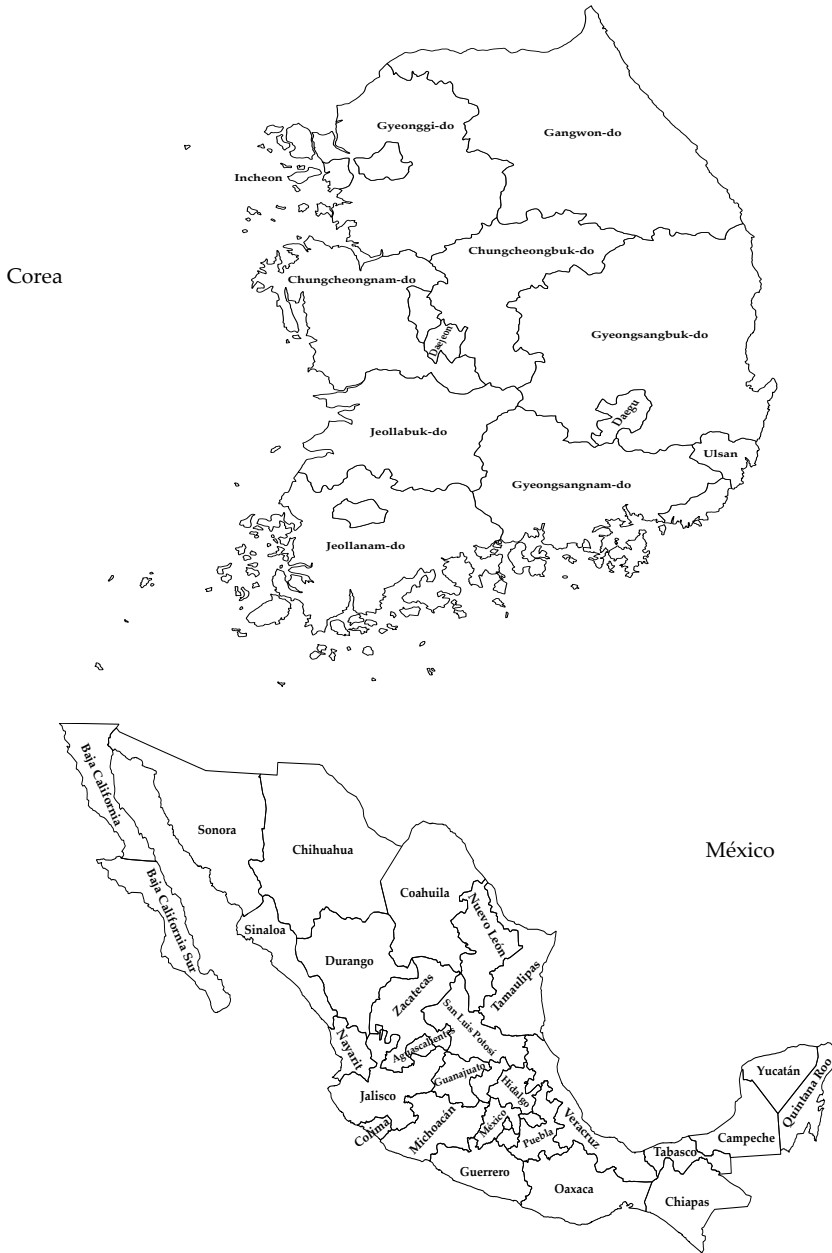 Gyeonggi-do
Gangwon-do
Incheon
Chungcheongbuk-do
Corea
Chungcheongnam-do
Gyeongsangbuk-do
Daejeon
Daegu
Jeollabuk-do
Ulsan
Gyeongsangnam-do
Jeollanam-do
Baja California
Sonora
México
Chihuahua
Coahuila
Baja California Sur
Nuevo León
Sinaloa
Durango
Zacatecas
Tamaulipas
San Luis Potosí
Nayarit
Aguascalientes
Yucatán
Quintana Roo
Guanajuato
Hidalgo
Jalisco
Colima
Michoacán
México
Puebla
Veracruz
Campeche
Tabasco
Guerrero
Oaxaca
Chiapas